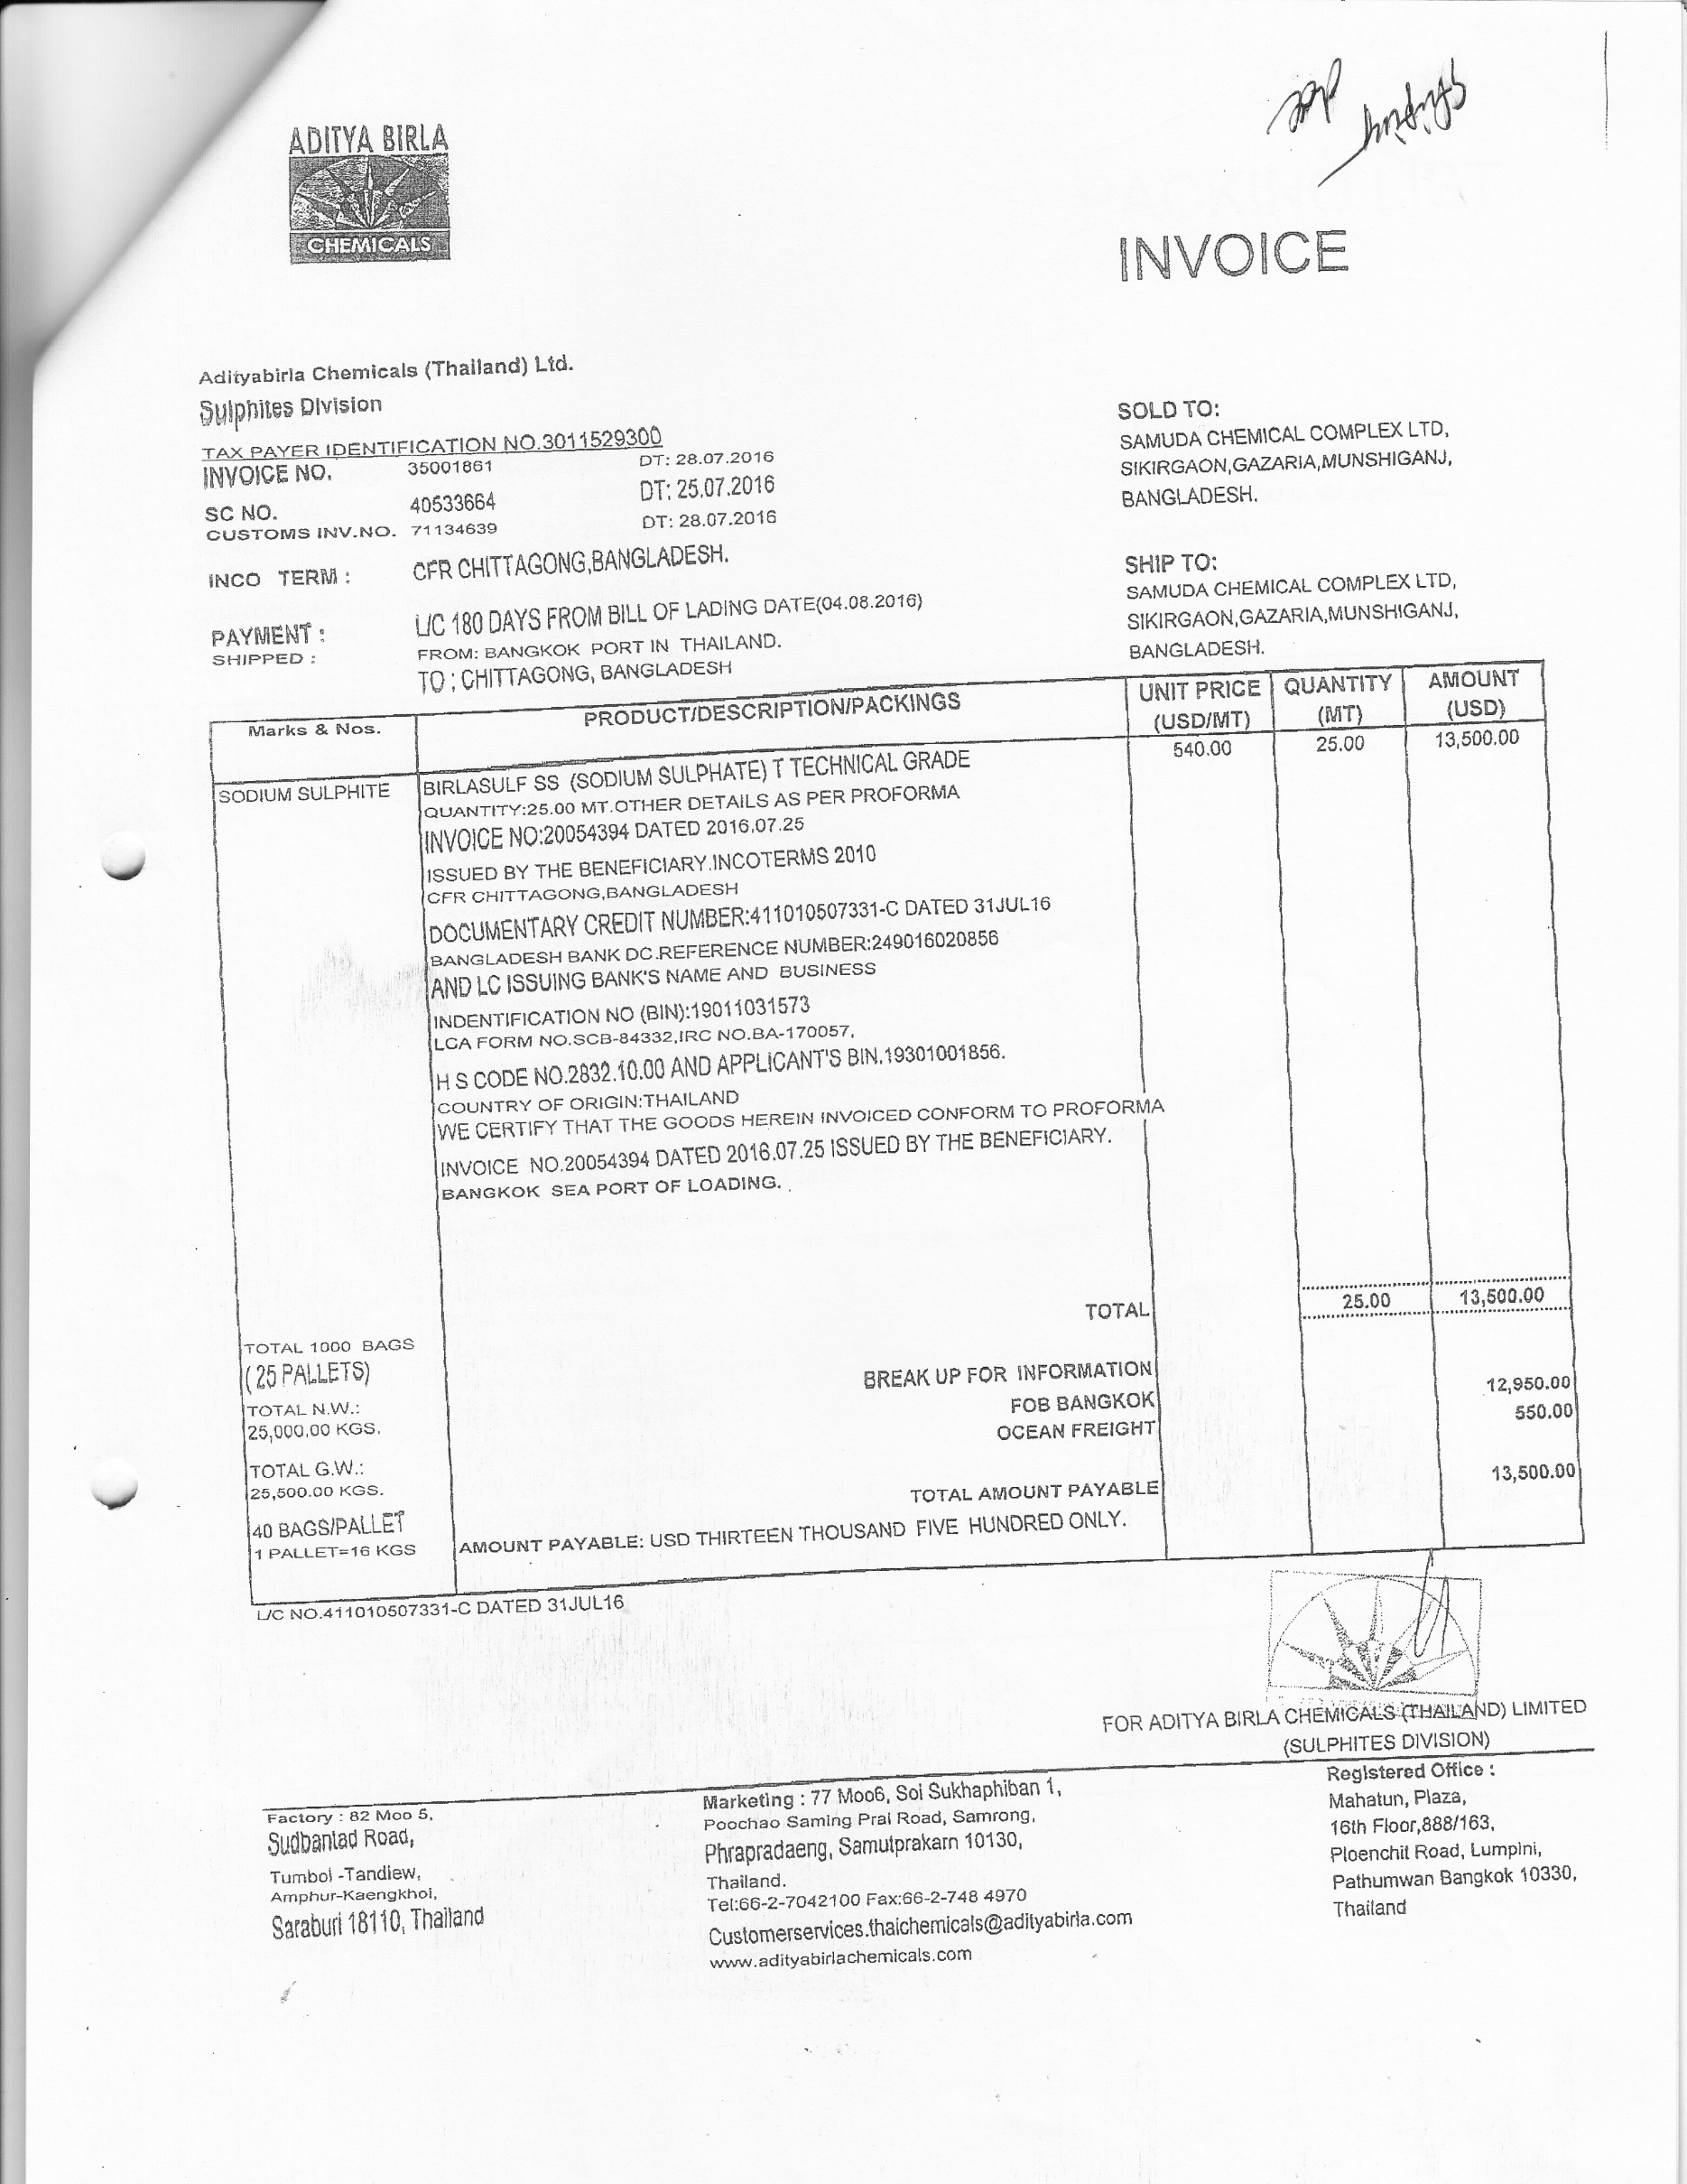 ADITYA BIRLA
CHEMICALS
INVOICE
Adityabirla Chemicals (Thailand) Ltd.
Sulphites Division
TAX PAYER IDENTIFICATION NO.3011529300
INVOICE NO. 35001861 DT: 28.07.2016
SC NO. 40533664 DT: 25.07.2016
CUSTOMS INV.NO. 71134639 DT: 28.07.2016
INCO TERM : CFR CHITTAGONG,BANGLADESH.
PAYMENT : L/C 180 DAYS FROM BILL OF LADING DATE(04.08.2016)
SHIPPED : FROM: BANGKOK PORT IN THAILAND.
TO ; CHITTAGONG, BANGLADESH
SOLD TO:
SAMUDA CHEMICAL COMPLEX LTD,
SIKIRGAON,GAZARIA,MUNSHIGANJ,
BANGLADESH.
SHIP TO:
SAMUDA CHEMICAL COMPLEX LTD,
SIKIRGAON,GAZARIA,MUNSHIGANJ,
BANGLADESH.
Marks & Nos. PRODUCT/DESCRIPTION/PACKINGS UNIT PRICE (USD/MT) QUANTITY (MT) AMOUNT (USD)
SODIUM SULPHITE BIRLASULF SS (SODIUM SULPHATE) T TECHNICAL GRADE 540.00 25.00 13,500.00
QUANTITY:25.00 MT.OTHER DETAILS AS PER PROFORMA
INVOICE NO:20054394 DATED 2016.07.25
ISSUED BY THE BENEFICIARY.INCOTERMS 2010
CFR CHITTAGONG,BANGLADESH
DOCUMENTARY CREDIT NUMBER:411010507331-C DATED 31JUL16
BANGLADESH BANK DC.REFERENCE NUMBER:249016020856
AND LC ISSUING BANK'S NAME AND BUSINESS
INDENTIFICATION NO (BIN):19011031573
LCA FORM NO.SCB-84332,IRC NO.BA-170057,
H S CODE NO.2832.10.00 AND APPLICANT'S BIN.19301001856.
COUNTRY OF ORIGIN:THAILAND
WE CERTIFY THAT THE GOODS HEREIN INVOICED CONFORM TO PROFORMA
INVOICE NO.20054394 DATED 2016.07.25 ISSUED BY THE BENEFICIARY.
BANGKOK SEA PORT OF LOADING.
TOTAL 25.00 13,500.00
TOTAL 1000 BAGS
(25 PALLETS) BREAK UP FOR INFORMATION
TOTAL N.W.: FOB BANGKOK 12,950.00
25,000.00 KGS. OCEAN FREIGHT 550.00
TOTAL G.W.:
25,500.00 KGS. TOTAL AMOUNT PAYABLE 13,500.00
40 BAGS/PALLET
1 PALLET=16 KGS AMOUNT PAYABLE: USD THIRTEEN THOUSAND FIVE HUNDRED ONLY.
L/C NO.411010507331-C DATED 31JUL16
FOR ADITYA BIRLA CHEMICALS (THAILAND) LIMITED
(SULPHITES DIVISION)
Factory : 82 Moo 5,
Sudbantad Road,
Tumbol -Tandiew,
Amphur-Kaengkhoi,
Saraburi 18110, Thailand
Marketing : 77 Moo6, Soi Sukhaphiban 1,
Poochao Saming Prai Road, Samrong,
Phrapradaeng, Samutprakarn 10130,
Thailand.
Tel:66-2-7042100 Fax:66-2-748 4970
Customerservices.thaichemicals@adityabirla.com
www.adityabirlachemicals.com
Registered Office :
Mahatun, Plaza,
16th Floor,888/163,
Ploenchit Road, Lumpini,
Pathumwan Bangkok 10330,
Thailand